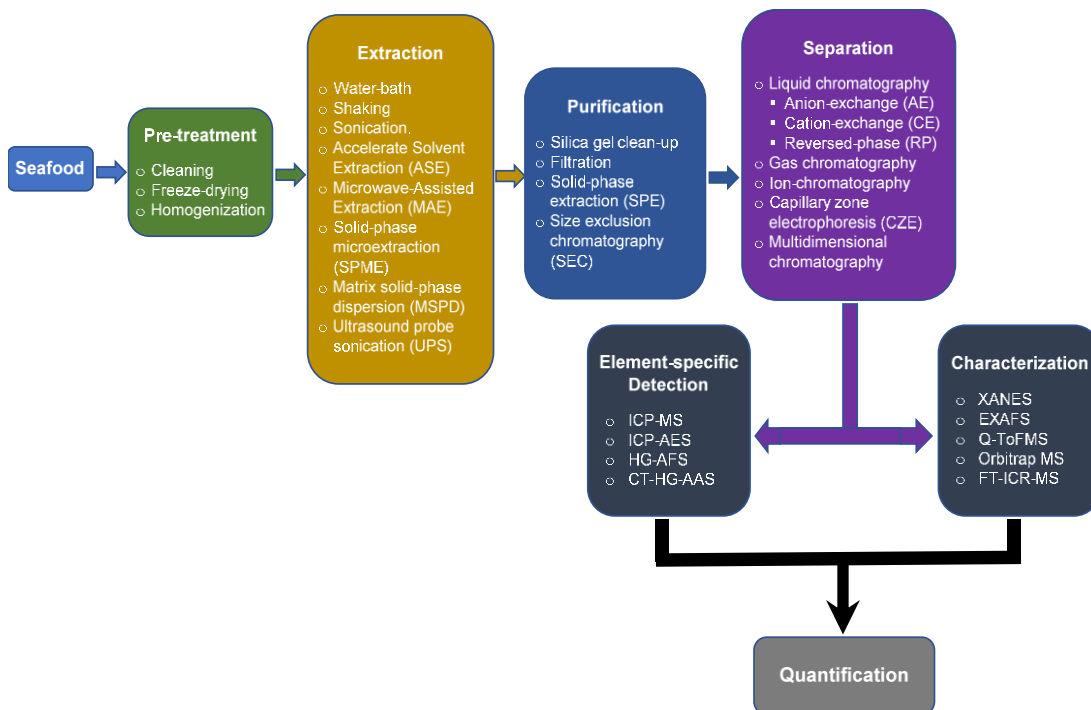 Seafood
Pre-treatment
○ Cleaning
○ Freeze-drying
○ Homogenization
Extraction
○ Water-bath
○ Shaking
○ Sonication.
○ Accelerate Solvent
Extraction (ASE)
○ Microwave-Assisted
Extraction (MAE)
○ Solid-phase
microextraction
(SPME)
○ Matrix solid-phase
dispersion (MSPD)
○ Ultrasound probe
sonication (UPS)
Purification
○ Silica gel clean-up
○ Filtration
○ Solid-phase
extraction (SPE)
○ Size exclusion
chromatography
(SEC)
Separation
○ Liquid chromatography
▪ Anion-exchange (AE)
▪ Cation-exchange (CE)
▪ Reversed-phase (RP)
○ Gas chromatography
○ Ion-chromatography
○ Capillary zone
electrophoresis (CZE)
○ Multidimensional
chromatography
Element-specific
Detection
○ ICP-MS
○ ICP-AES
○ HG-AFS
○ CT-HG-AAS
Characterization
○ XANES
○ EXAFS
○ Q-ToFMS
○ Orbitrap MS
○ FT-ICR-MS
Quantification